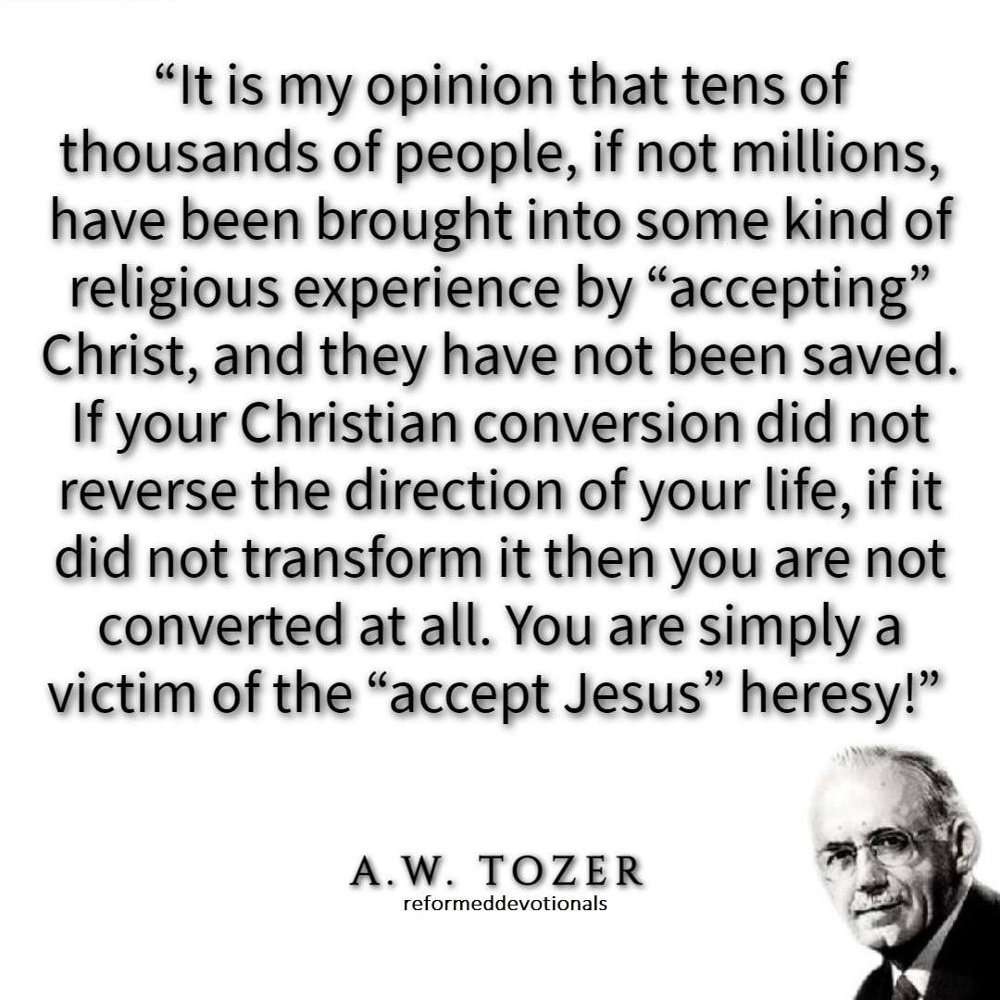 “It is my opinion that tens of
thousands of people, if not millions,
have been brought into some kind of
religious experience by “accepting”
Christ, and they have not been saved.
If your Christian conversion did not
reverse the direction of your life, if it
did not transform it then you are not
converted at all. You are simply a
victim of the “accept Jesus” heresy!”
A.W. TOZER
reformeddevotionals